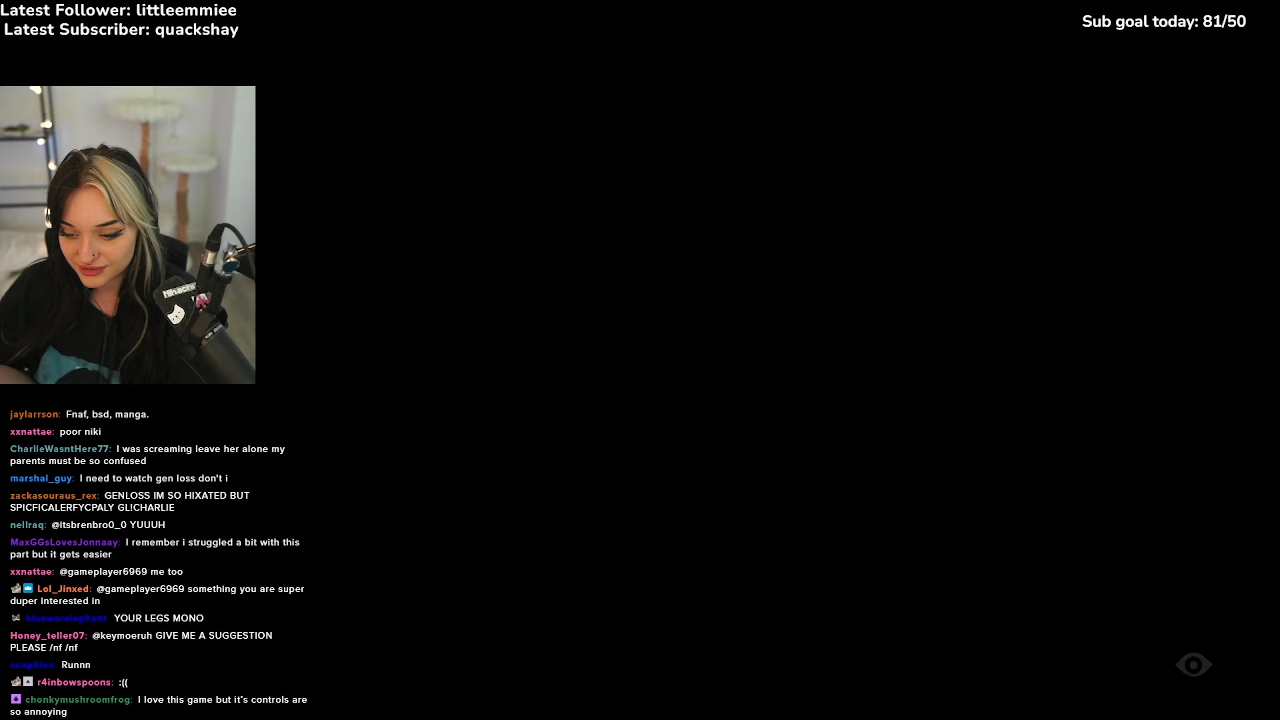 Latest Follower: littleemmiee
Latest Subscriber: quackshay
Sub goal today: 81/50
jaylarrson: Fnaf, bsd, manga.
xxnattae: poor niki
CharlieWasntHere77: I was screaming leave her alone my
parents must be so confused
marshal_guy: I need to watch gen loss don't i
zackasouraus_rex: GENLOSS IM SO HIXATED BUT
SPICFICALERFYCPALY GLICHARLIE
neilraq: @itsbrenbro0_0 YUUUH
MaxGGsLovesJonnaay: I remember i struggled a bit with this
part but it gets easier
xxnattae: @gameplayer6969 me too
Lol_Jinxed: @gameplayer6969 something you are super
duper interested in
YOUR LEGS MONO
Honey_teller07: @keymoeruh GIVE ME A SUGGESTION
PLEASE /nf /nf
Runnn
r4inbowspoons: :((
chonkymushroomfrog: I love this game but it's controls are
so annoying